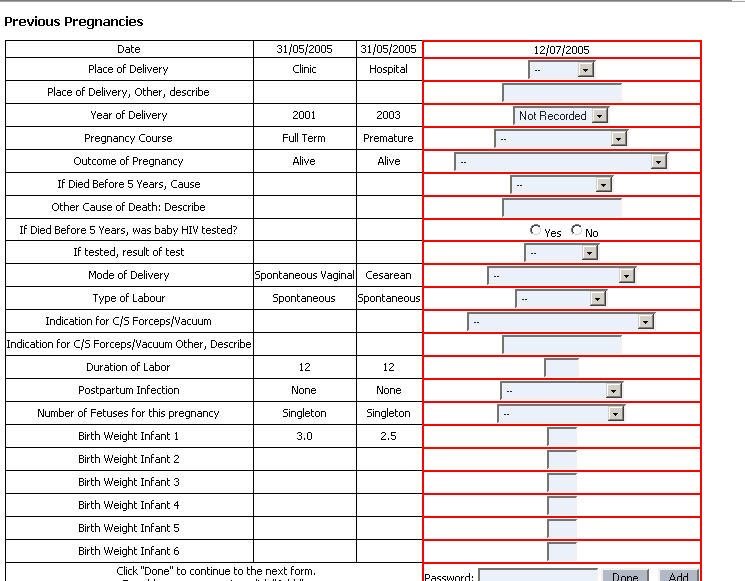 Previous Pregnancies
Date 31/05/2005 31/05/2005 12/07/2005
Place of Delivery Clinic Hospital --
Place of Delivery, Other, describe
Year of Delivery 2001 2003 Not Recorded
Pregnancy Course Full Term Premature --
Outcome of Pregnancy Alive Alive --
If Died Before 5 Years, Cause --
Other Cause of Death: Describe
If Died Before 5 Years, was baby HIV tested? Yes No
If tested, result of test --
Mode of Delivery Spontaneous Vaginal Cesarean --
Type of Labour Spontaneous Spontaneous --
Indication for C/S Forceps/Vacuum --
Indication for C/S Forceps/Vacuum Other, Describe
Duration of Labor 12 12
Postpartum Infection None None --
Number of Fetuses for this pregnancy Singleton Singleton --
Birth Weight Infant 1 3.0 2.5
Birth Weight Infant 2
Birth Weight Infant 3
Birth Weight Infant 4
Birth Weight Infant 5
Birth Weight Infant 6
Click "Done" to continue to the next form.
Password: Done Add